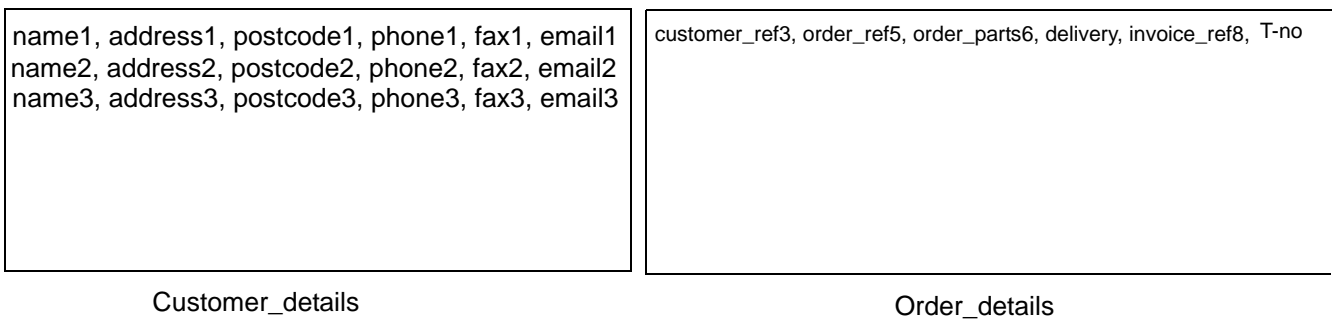 name1, address1, postcode1, phone1, fax1, email1
name2, address2, postcode2, phone2, fax2, email2
name3, address3, postcode3, phone3, fax3, email3
customer_ref3, order_ref5, order_parts6, delivery, invoice_ref8, T-no
Customer_details
Order_details